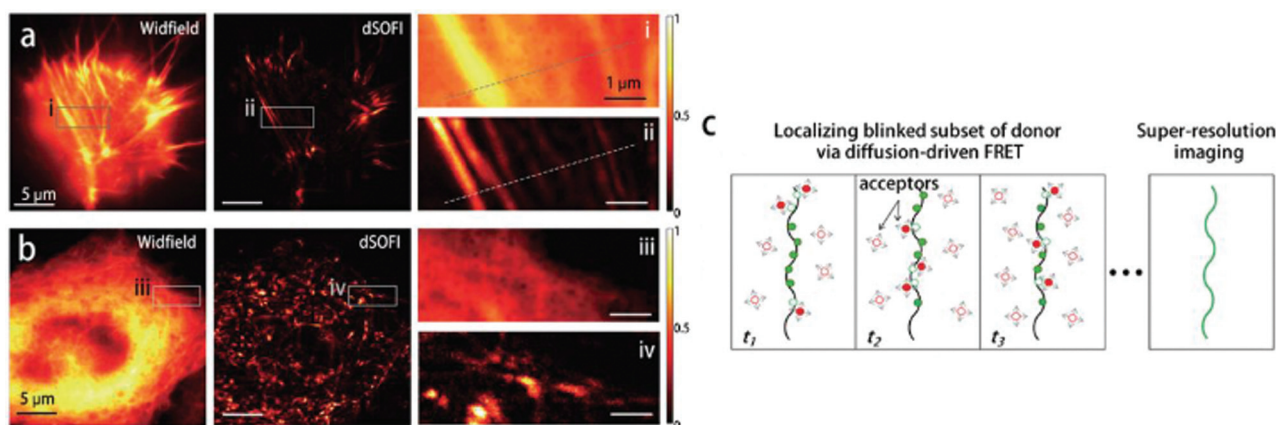 a
Widfield
i
5 µm
dSOFI
ii
i
1 µm
ii
1
0.5
0
b
Widfield
iii
5 µm
dSOFI
iv
iii
iv
1
0.5
0
C
Localizing blinked subset of donor
via diffusion-driven FRET
acceptors
t1
t2
t3
Super-resolution
imaging